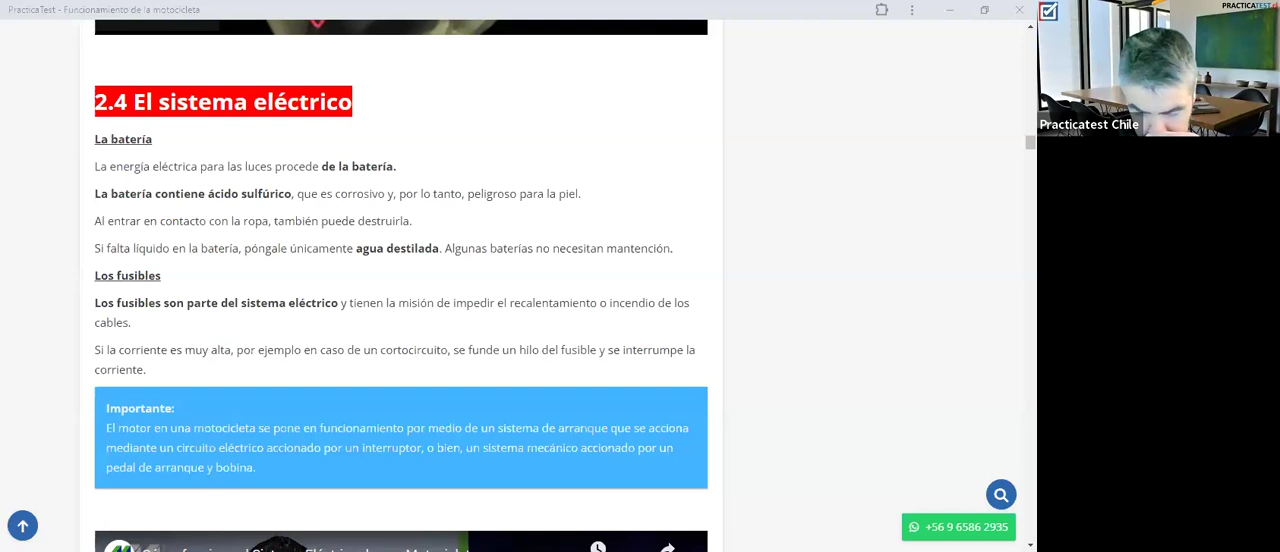 PracticaTest - Funcionamiento de la motocicleta
PRACTICATEST
Practicatest Chile
2.4 El sistema eléctrico
La batería
La energía eléctrica para las luces procede de la batería.
La batería contiene ácido sulfúrico, que es corrosivo y, por lo tanto, peligroso para la piel.
Al entrar en contacto con la ropa, también puede destruirla.
Si falta líquido en la batería, póngale únicamente agua destilada. Algunas baterías no necesitan mantención.
Los fusibles
Los fusibles son parte del sistema eléctrico y tienen la misión de impedir el recalentamiento o incendio de los
cables.
Si la corriente es muy alta, por ejemplo en caso de un cortocircuito, se funde un hilo del fusible y se interrumpe la
corriente.
Importante:
El motor en una motocicleta se pone en funcionamiento por medio de un sistema de arranque que se acciona
mediante un circuito eléctrico accionado por un interruptor, o bien, un sistema mecánico accionado por un
pedal de arranque y bobina.
+56 9 6586 2935